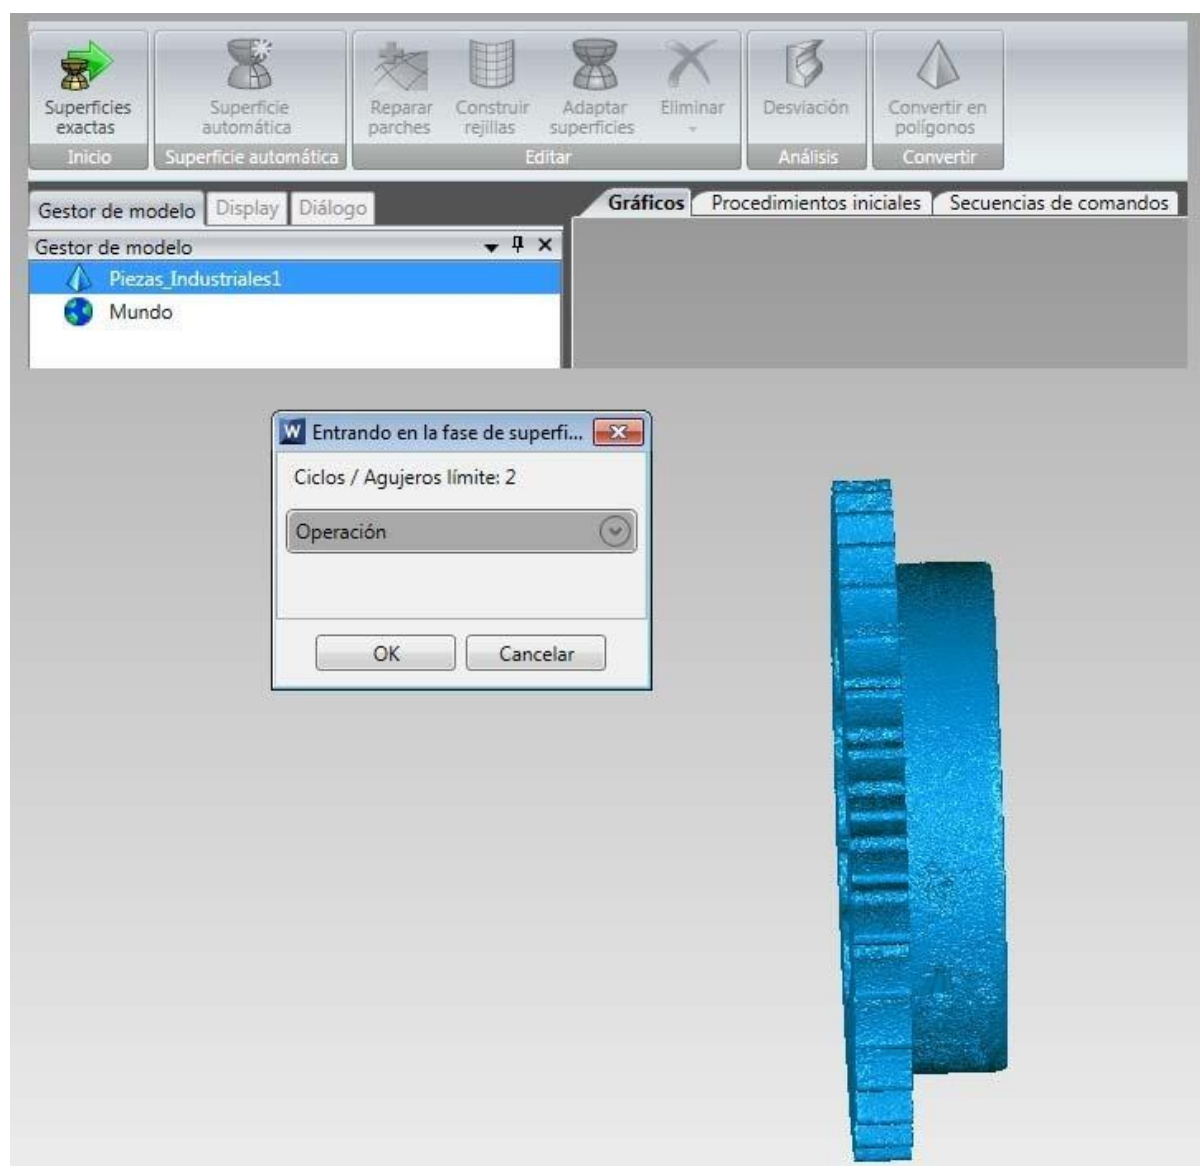 Superficies
exactas
Inicio
Superficie
automática
Superficie automática
Reparar
parches
Construir
rejillas
Adaptar
superficies
Eliminar
Editar
Desviación
Análisis
Convertir en
polígonos
Convertir
Gestor de modelo Display Diálogo
Gráficos Procedimientos iniciales Secuencias de comandos
Gestor de modelo
Piezas_Industriales1
Mundo
W Entrando en la fase de superfi...
Ciclos / Agujeros límite: 2
Operación
OK Cancelar